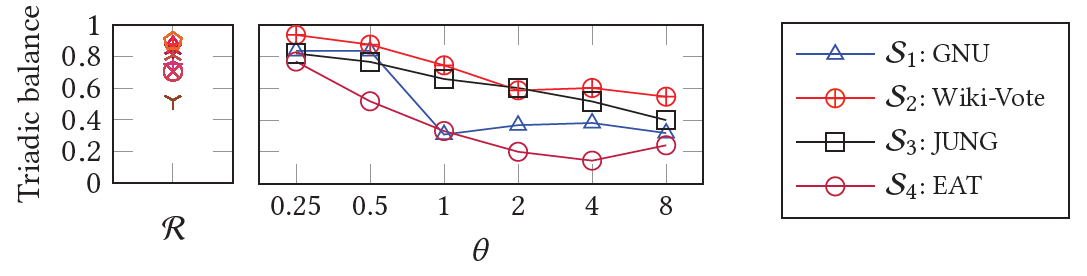 Triadic balance
1
0.8
0.6
0.4
0.2
0
ℛ
0.25 0.5 1 2 4 8
θ
𝒮₁: GNU
𝒮₂: Wiki-Vote
𝒮₃: JUNG
𝒮₄: EAT